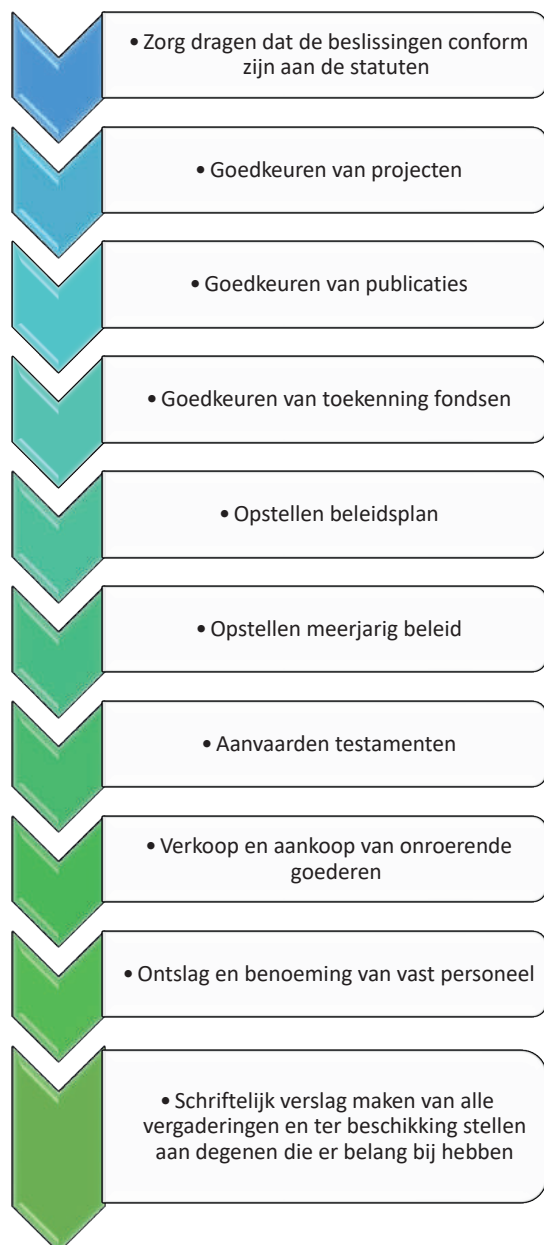 • Zorg dragen dat de beslissingen conform
zijn aan de statuten
• Goedkeuren van projecten
• Goedkeuren van publicaties
• Goedkeuren van toekenning fondsen
• Opstellen beleidsplan
• Opstellen meerjarig beleid
• Aanvaarden testamenten
• Verkoop en aankoop van onroerende
goederen
• Ontslag en benoeming van vast personeel
• Schriftelijk verslag maken van alle
vergaderingen en ter beschikking stellen
aan degenen die er belang bij hebben